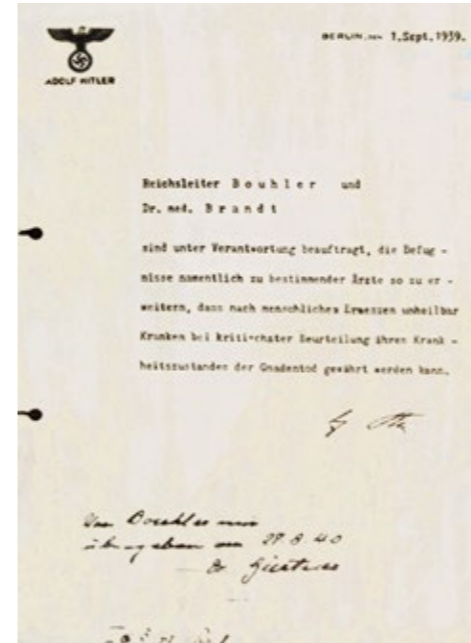 ADOLF HITLER
BERLIN, den 1.Sept.1939.
Reichsleiter B o u h l e r und
Dr. med. B r a n d t
sind unter Verantwortung beauftragt, die Befug -
nisse namentlich zu bestimmender Ärzte so zu er -
weitern, dass nach menschlichem Ermessen unheilbar
Kranken bei kritischster Beurteilung ihres Krank -
heitszustandes der Gnadentod gewährt werden kann.
Von Bouhler mir
übergeben am 27.8.40
Dr. Gürtner